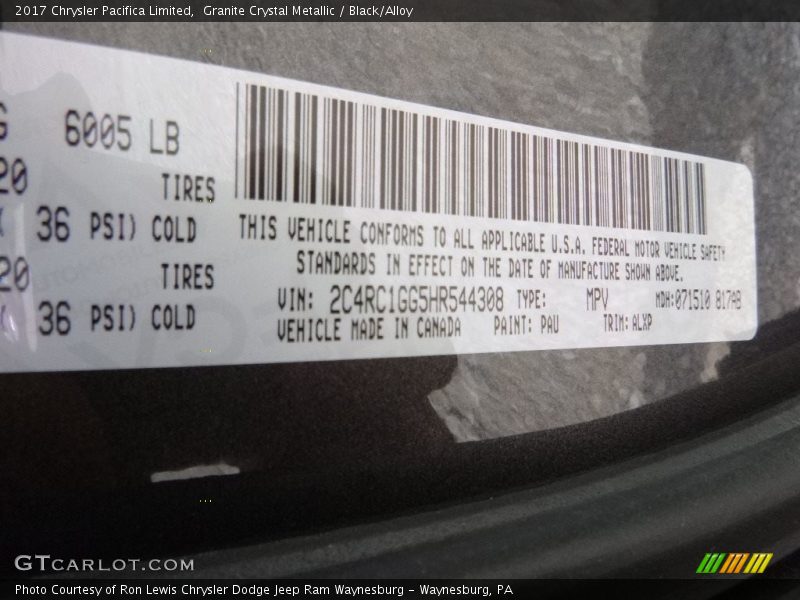 2017 Chrysler Pacifica Limited,  Granite Crystal Metallic / Black/Alloy
6005 LB
20
TIRES
36 PSI) COLD
20
TIRES
36 PSI) COLD
THIS VEHICLE CONFORMS TO ALL APPLICABLE U.S.A. FEDERAL MOTOR VEHICLE SAFETY
STANDARDS IN EFFECT ON THE DATE OF MANUFACTURE SHOWN ABOVE.
VIN: 2C4RC1GG5HR544308 TYPE: MPV MDH:071510
VEHICLE MADE IN CANADA PAINT: PAU TRIM: ALXP
GTCARLOT.COM
Photo Courtesy of Ron Lewis Chrysler Dodge Jeep Ram Waynesburg – Waynesburg, PA